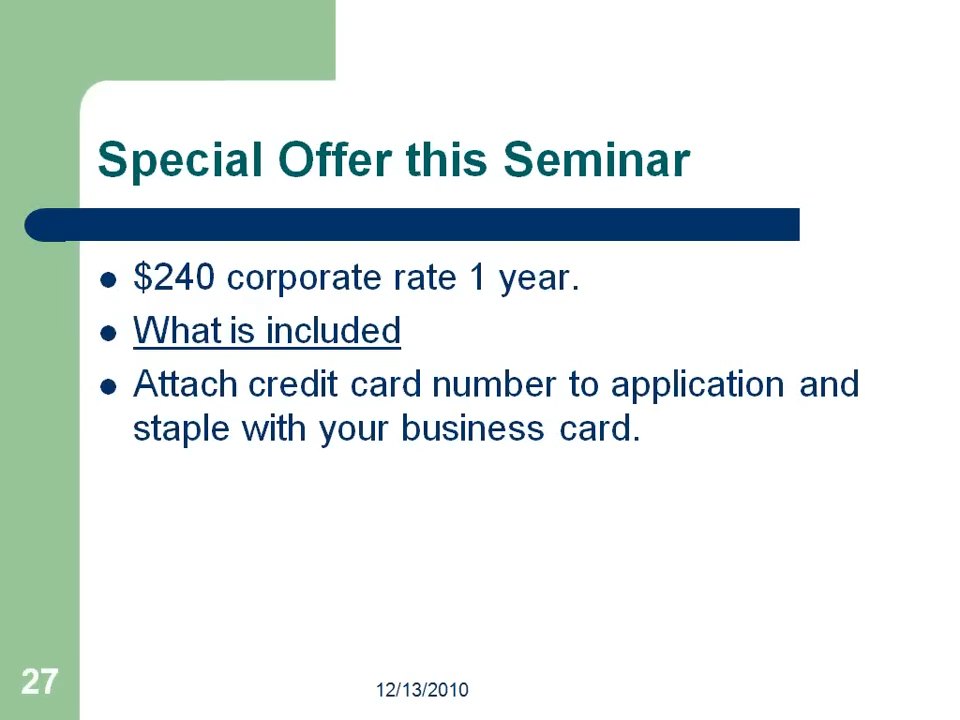 Special Offer this Seminar
$240 corporate rate 1 year.
What is included
Attach credit card number to application and
staple with your business card.
27
12/13/2010